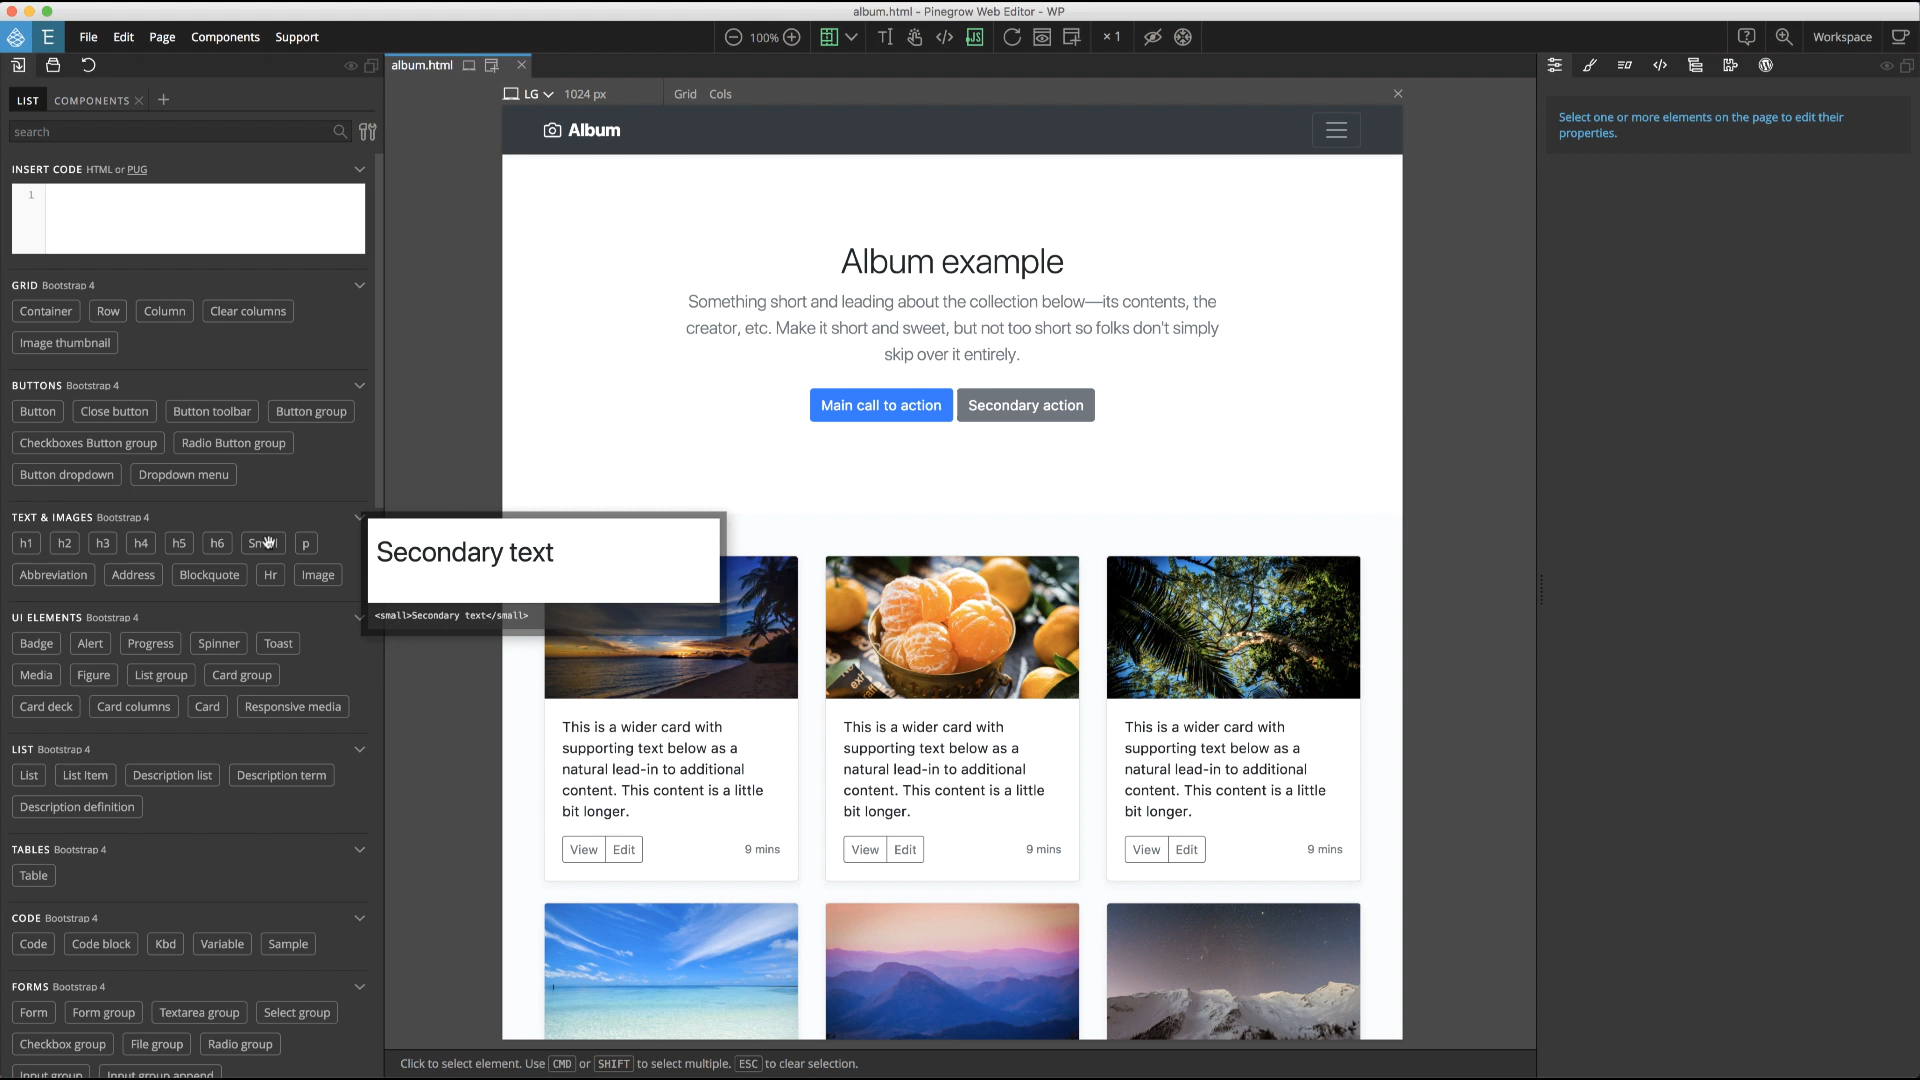 album.html - Pinegrow Web Editor - WP
E File Edit Page Components Support 100% JS × 1 Workspace
album.html
LIST COMPONENTS
LG 1024 px Grid Cols
search
Album
Select one or more elements on the page to edit their
properties.
INSERT CODE HTML or PUG
1
GRID Bootstrap 4
Container Row Column Clear columns
Image thumbnail
BUTTONS Bootstrap 4
Button Close button Button toolbar Button group
Checkboxes Button group Radio Button group
Button dropdown Dropdown menu
TEXT & IMAGES Bootstrap 4
h1 h2 h3 h4 h5 h6 p
Abbreviation Address Blockquote Hr Image
UI ELEMENTS Bootstrap 4
Badge Alert Progress Spinner Toast
Media Figure List group Card group
Card deck Card columns Card Responsive media
LIST Bootstrap 4
List List Item Description list Description term
Description definition
TABLES Bootstrap 4
Table
CODE Bootstrap 4
Code Code block Kbd Variable Sample
FORMS Bootstrap 4
Form Form group Textarea group Select group
Checkbox group File group Radio group
Input group Input group append
Album example
Something short and leading about the collection below—its contents, the
creator, etc. Make it short and sweet, but not too short so folks don't simply
skip over it entirely.
Main call to action Secondary action
Secondary text
<small>Secondary text</small>
This is a wider card with
supporting text below as a
natural lead-in to additional
content. This content is a little
bit longer.
View Edit 9 mins
This is a wider card with
supporting text below as a
natural lead-in to additional
content. This content is a little
bit longer.
View Edit 9 mins
This is a wider card with
supporting text below as a
natural lead-in to additional
content. This content is a little
bit longer.
View Edit 9 mins
Click to select element. Use CMD or SHIFT to select multiple. ESC to clear selection.